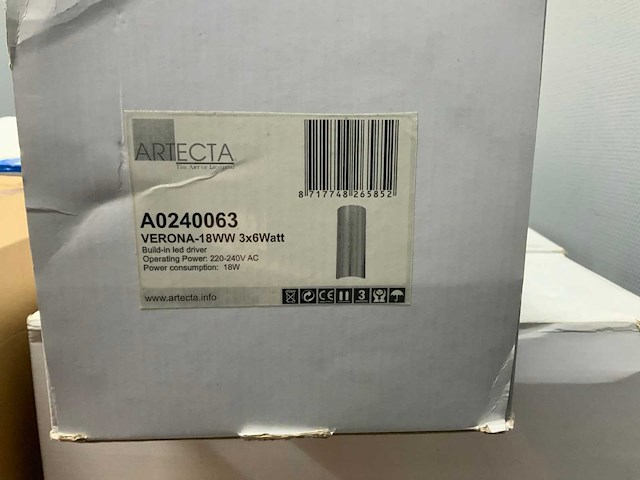 ARTECTA
THE ART OF LIGHTING
8 717748 265852
A0240063
VERONA-18WW 3x6Watt
Build-in led driver
Operating Power: 220-240V AC
Power consumption: 18W
www.artecta.info
CE
3